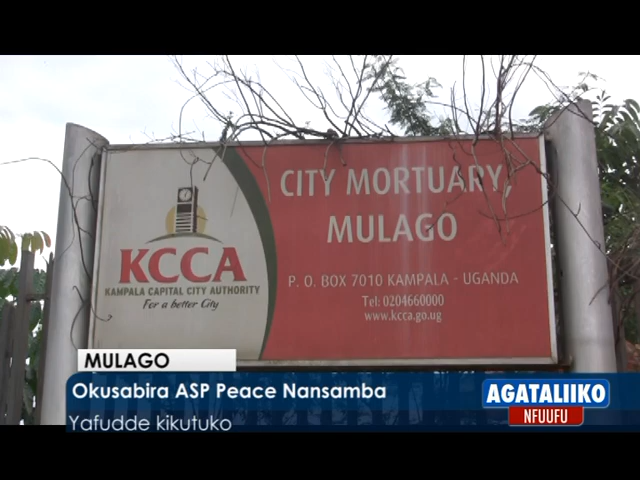 CITY MORTUARY,
MULAGO
P. O. BOX 7010 KAMPALA - UGANDA
Tel: 0204660000
www.kcca.go.ug
KCCA
KAMPALA CAPITAL CITY AUTHORITY
For a better City
MULAGO
Okusabira ASP Peace Nansamba
Yafudde kikutuko
AGATALIIKO
NFUUFU